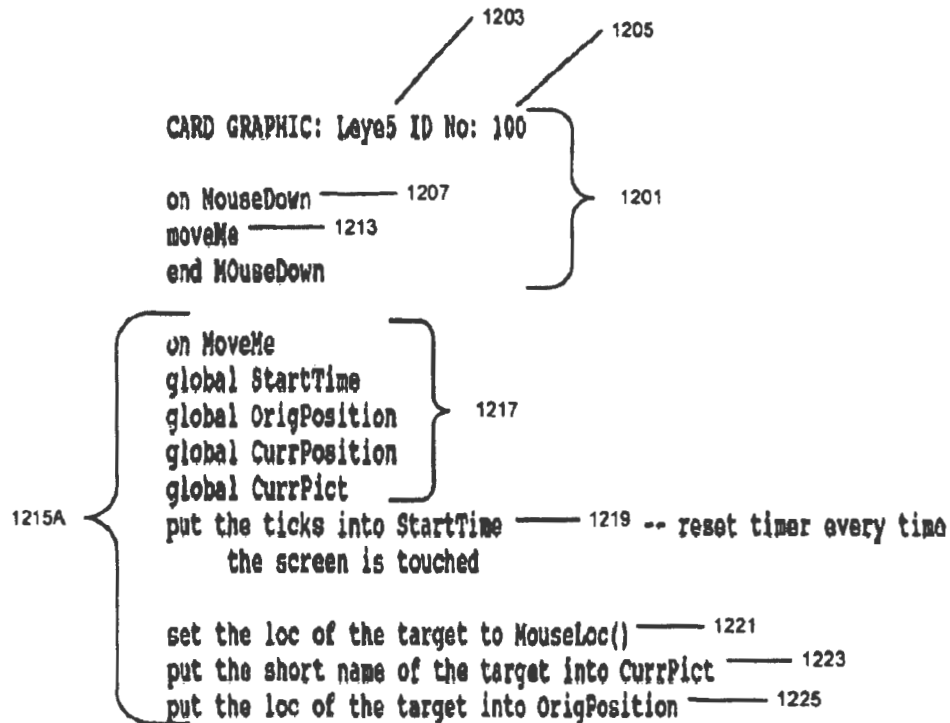 1203
1205
CARD GRAPHIC: Leye5 ID No: 100
on MouseDown 1207
1201
moveMe 1213
end MOuseDown
on MoveMe
global StartTime
global OrigPosition
1217
global CurrPosition
global CurrPict
1215A
put the ticks into StartTime 1219 -- reset timer every time
the screen is touched
set the loc of the target to MouseLoc() 1221
put the short name of the target into CurrPict 1223
put the loc of the target into OrigPosition 1225